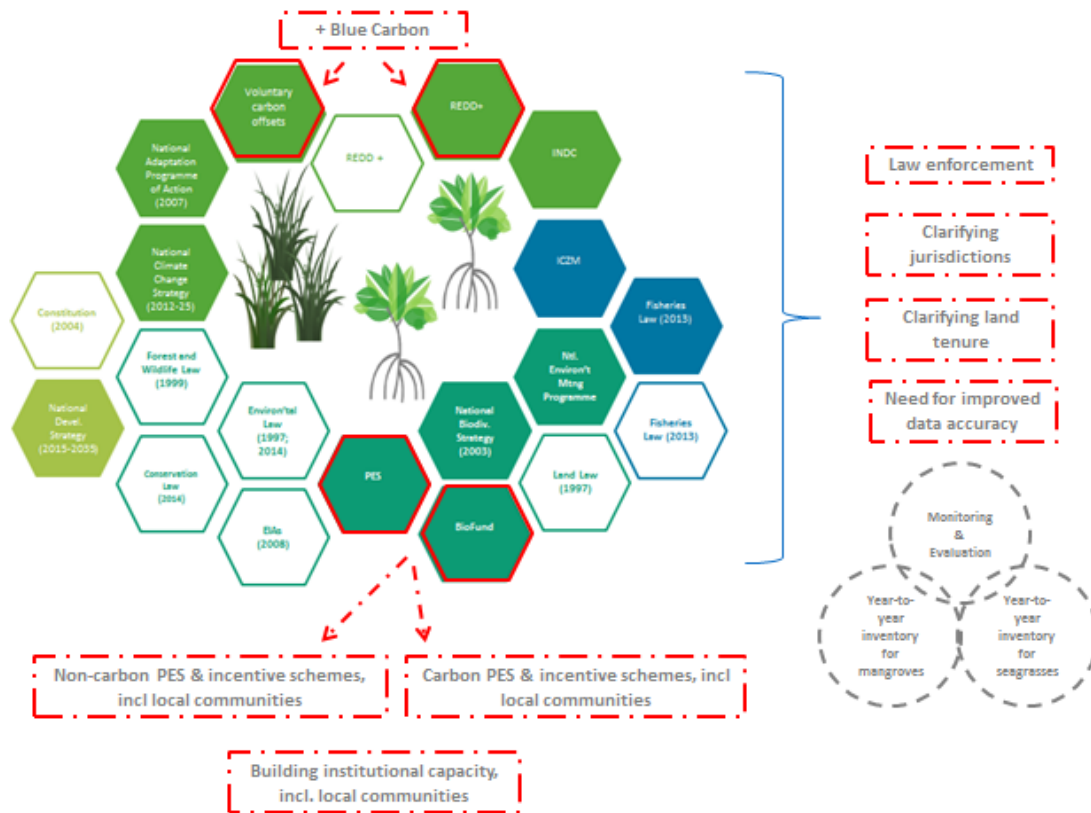 + Blue Carbon
Voluntary
carbon
offsets
REDD+
REDD +
INDC
National
Adaptation
Programme
of Action
(2007)
National
Climate
Change
Strategy
(2012-25)
ICZM
Fisheries
Law (2013)
Constitution
(2004)
Forest and
Wildlife Law
(1999)
Ntl.
Environ't
Mtng
Programme
National
Devel.
Strategy
(2015-2035)
Environ'tal
Law
(1997;
2014)
National
Biodiv.
Strategy
(2003)
Fisheries
Law (2013)
Conservation
Law
(2014)
PES
Land Law
(1997)
EIAs
(2008)
BioFund
Law enforcement
Clarifying
jurisdictions
Clarifying land
tenure
Need for improved
data accuracy
Monitoring
&
Evaluation
Year-to-
year
inventory
for
mangroves
Year-to-
year
inventory
for
seagrasses
Non-carbon PES & incentive schemes,
incl local communities
Carbon PES & incentive schemes, incl
local communities
Building institutional capacity,
incl. local communities